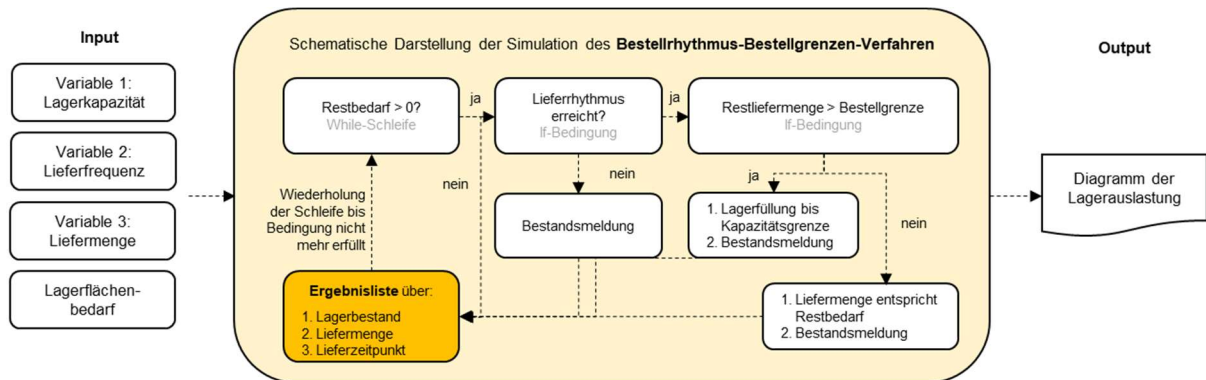 Input
Variable 1:
Lagerkapazität
Variable 2:
Lieferfrequenz
Variable 3:
Liefermenge
Lagerflächen-
bedarf
Schematische Darstellung der Simulation des Bestellrhythmus-Bestellgrenzen-Verfahren
Restbedarf > 0?
While-Schleife
ja
Lieferrhythmus
erreicht?
If-Bedingung
ja
Restliefermenge > Bestellgrenze
If-Bedingung
Wiederholung
der Schleife bis
Bedingung nicht
mehr erfüllt
nein
nein
ja
nein
Bestandsmeldung
1. Lagerfüllung bis
Kapazitätsgrenze
2. Bestandsmeldung
Ergebnisliste über:
1. Lagerbestand
2. Liefermenge
3. Lieferzeitpunkt
1. Liefermenge entspricht
Restbedarf
2. Bestandsmeldung
Output
Diagramm der
Lagerauslastung